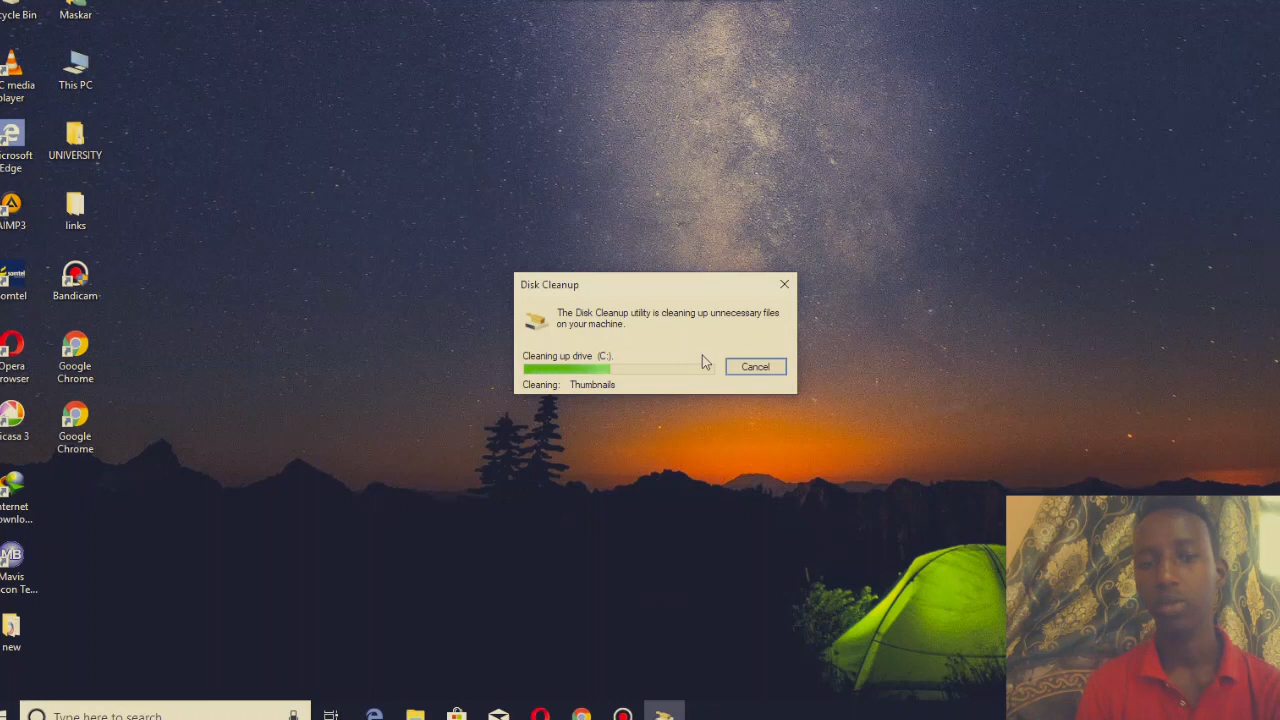 cycle Bin
Maskar
C media
player
This PC
icrosoft
Edge
UNIVERSITY
AIMP3
links
omtel
Bandicam
Opera
rowser
Google
Chrome
icasa 3
Google
Chrome
nternet
ownlo...
MB
Mavis
con Te...
new
Disk Cleanup
The Disk Cleanup utility is cleaning up unnecessary files
on your machine.
Cleaning up drive (C:).
Cancel
Cleaning: Thumbnails
Type here to search